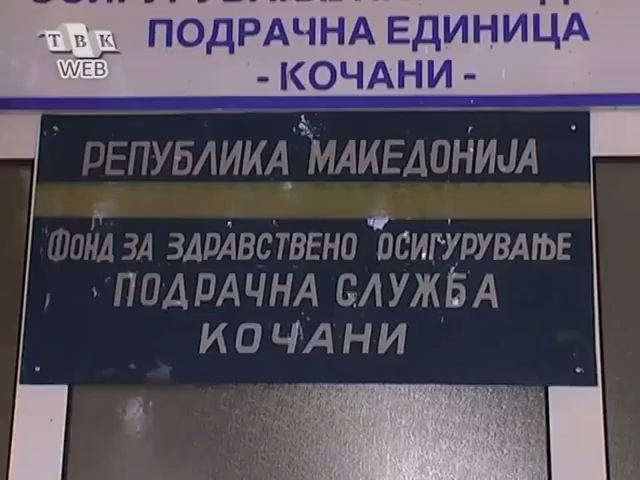 ПОДРАЧНА ЕДИНИЦА
- КОЧАНИ -
ТВК
WEB
РЕПУБЛИКА МАКЕДОНИЈА
ФОНД ЗА ЗДРАВСТВЕНО ОСИГУРУВАЊЕ
ПОДРАЧНА СЛУЖБА
КОЧАНИ